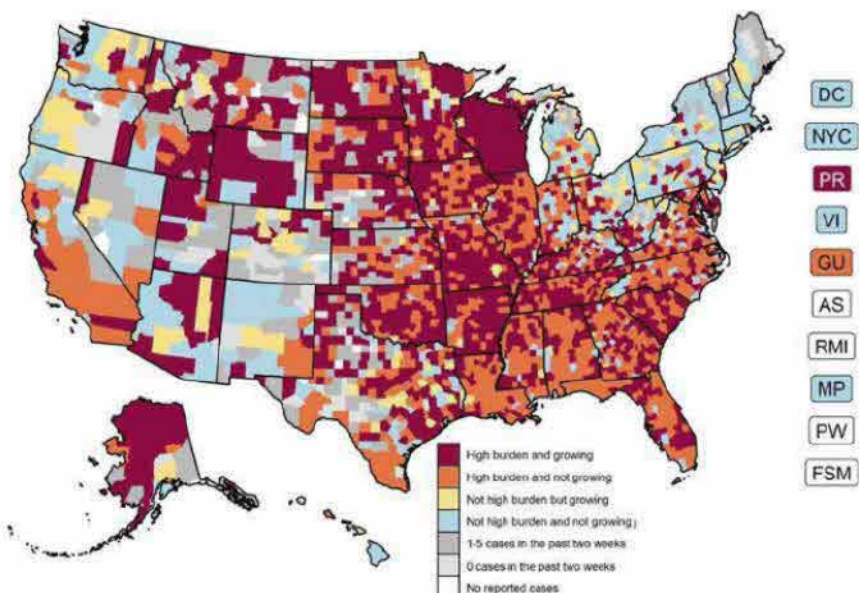 DC
NYC
PR
VI
GU
AS
RMI
MP
PW
FSM
High burden and growing
High burden and not growing
Not high burden but growing
Not high burden and not growing
1-5 cases in the past two weeks
0 cases in the past two weeks
No reported cases